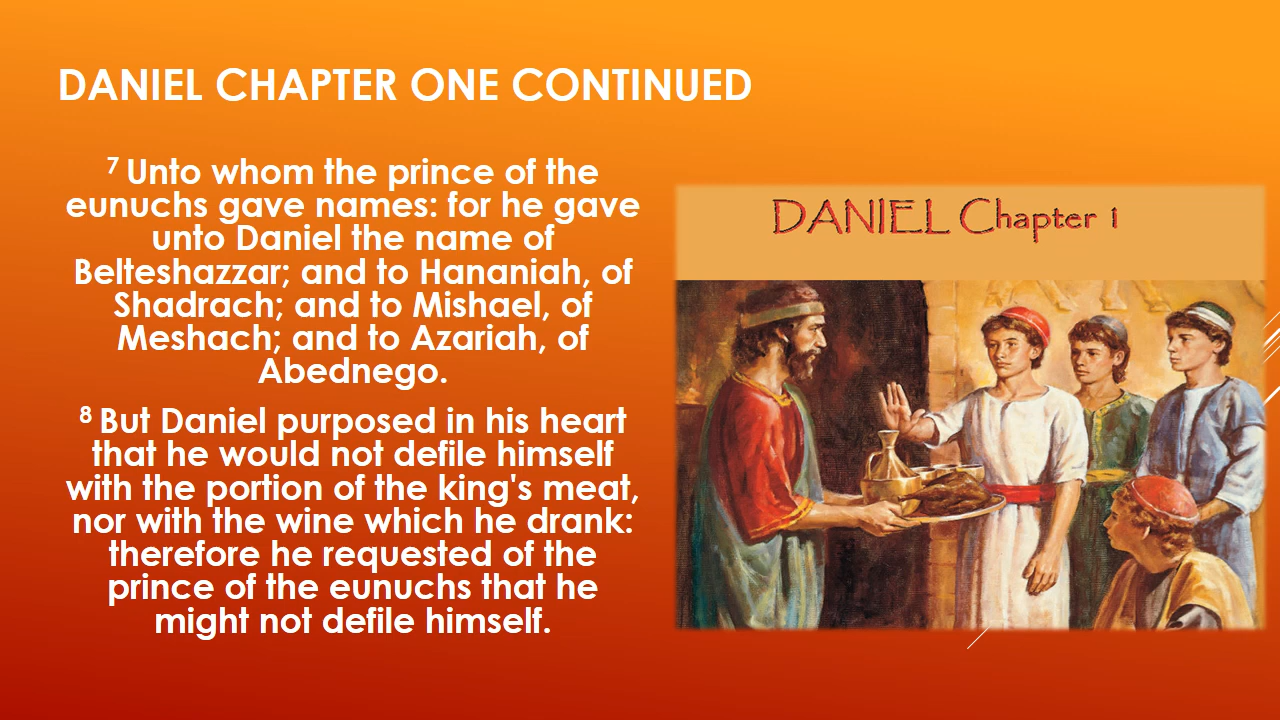 DANIEL CHAPTER ONE CONTINUED
7 Unto whom the prince of the
eunuchs gave names: for he gave
unto Daniel the name of
Belteshazzar; and to Hananiah, of
Shadrach; and to Mishael, of
Meshach; and to Azariah, of
Abednego.
8 But Daniel purposed in his heart
that he would not defile himself
with the portion of the king's meat,
nor with the wine which he drank:
therefore he requested of the
prince of the eunuchs that he
might not defile himself.
DANIEL Chapter 1